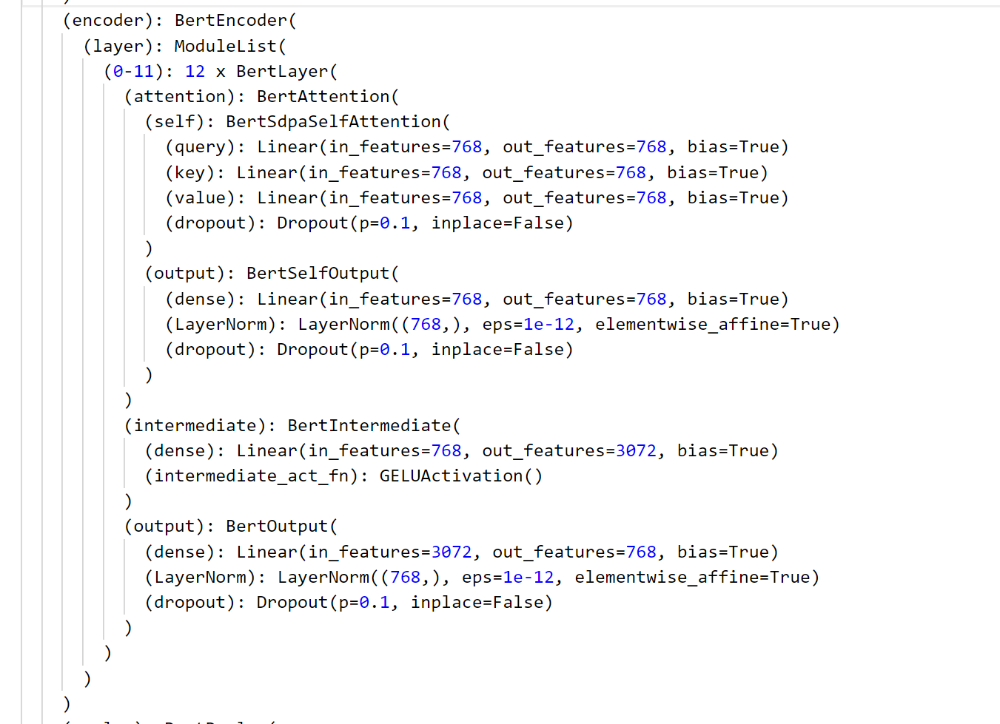 (encoder): BertEncoder(
(layer): ModuleList(
(0-11): 12 x BertLayer(
(attention): BertAttention(
(self): BertSdpaSelfAttention(
(query): Linear(in_features=768, out_features=768, bias=True)
(key): Linear(in_features=768, out_features=768, bias=True)
(value): Linear(in_features=768, out_features=768, bias=True)
(dropout): Dropout(p=0.1, inplace=False)
)
(output): BertSelfOutput(
(dense): Linear(in_features=768, out_features=768, bias=True)
(LayerNorm): LayerNorm((768,), eps=1e-12, elementwise_affine=True)
(dropout): Dropout(p=0.1, inplace=False)
)
)
(intermediate): BertIntermediate(
(dense): Linear(in_features=768, out_features=3072, bias=True)
(intermediate_act_fn): GELUActivation()
)
(output): BertOutput(
(dense): Linear(in_features=3072, out_features=768, bias=True)
(LayerNorm): LayerNorm((768,), eps=1e-12, elementwise_affine=True)
(dropout): Dropout(p=0.1, inplace=False)
)
)
)
)